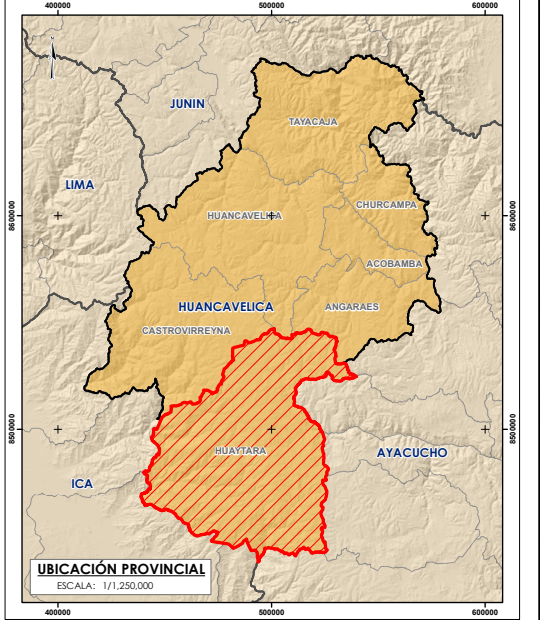 400000 500000 600000
JUNIN
TAYACAJA
LIMA
CHURCAMPA
8600000
HUANCAVELICA
8600000
ACOBAMBA
HUANCAVELICA
ANGARAES
CASTROVIRREYNA
8500000
HUAYTARA
AYACUCHO
8500000
ICA
UBICACIÓN PROVINCIAL
ESCALA: 1/1,250,000
400000 500000 600000